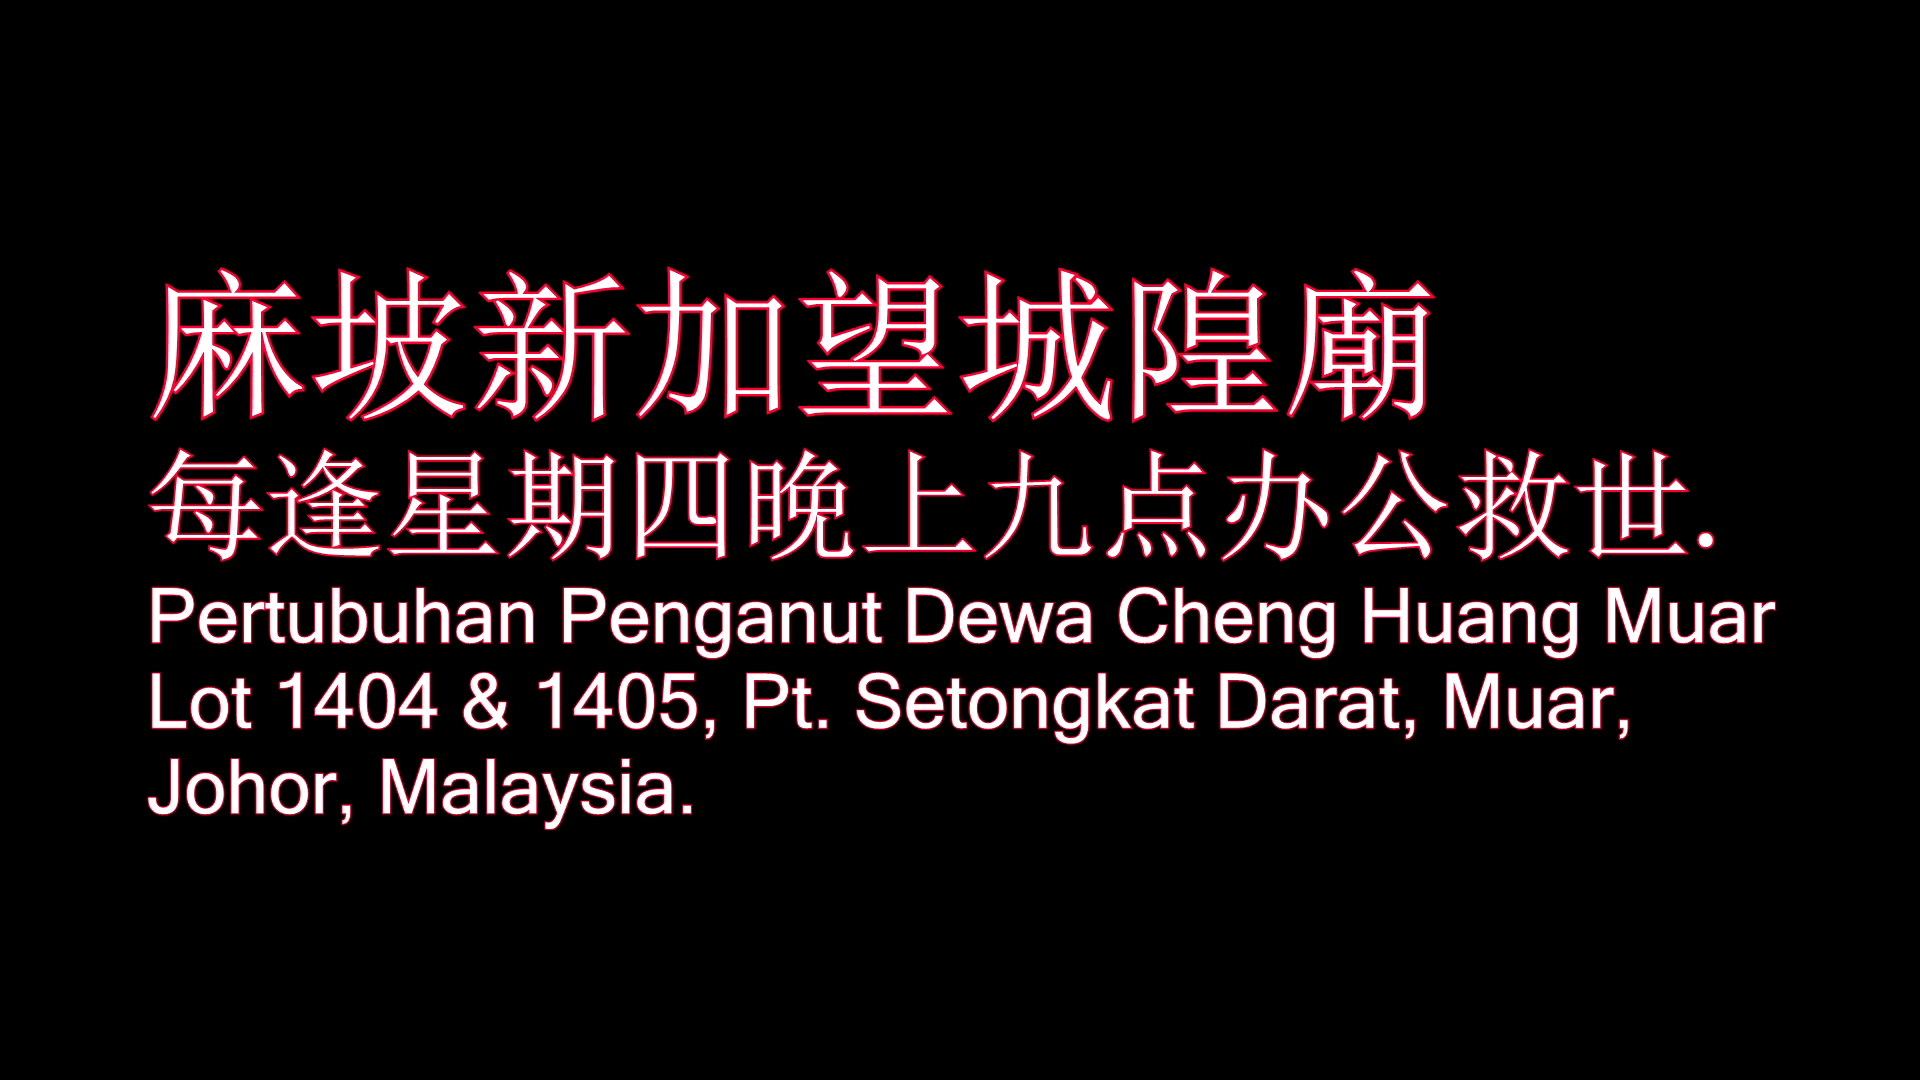 麻坡新加望城隍廟
每逢星期四晚上九点办公救世.
Pertubuhan Penganut Dewa Cheng Huang Muar
Lot 1404 & 1405, Pt. Setongkat Darat, Muar,
Johor, Malaysia.